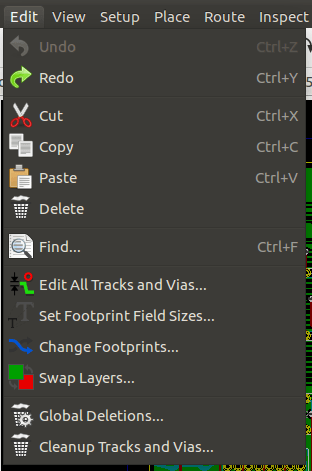 Edit View Setup Place Route Inspect
Undo Ctrl+Z
Redo Ctrl+Y
Cut Ctrl+X
Copy Ctrl+C
Paste Ctrl+V
Delete
Find... Ctrl+F
Edit All Tracks and Vias...
Set Footprint Field Sizes...
Change Footprints...
Swap Layers...
Global Deletions...
Cleanup Tracks and Vias...